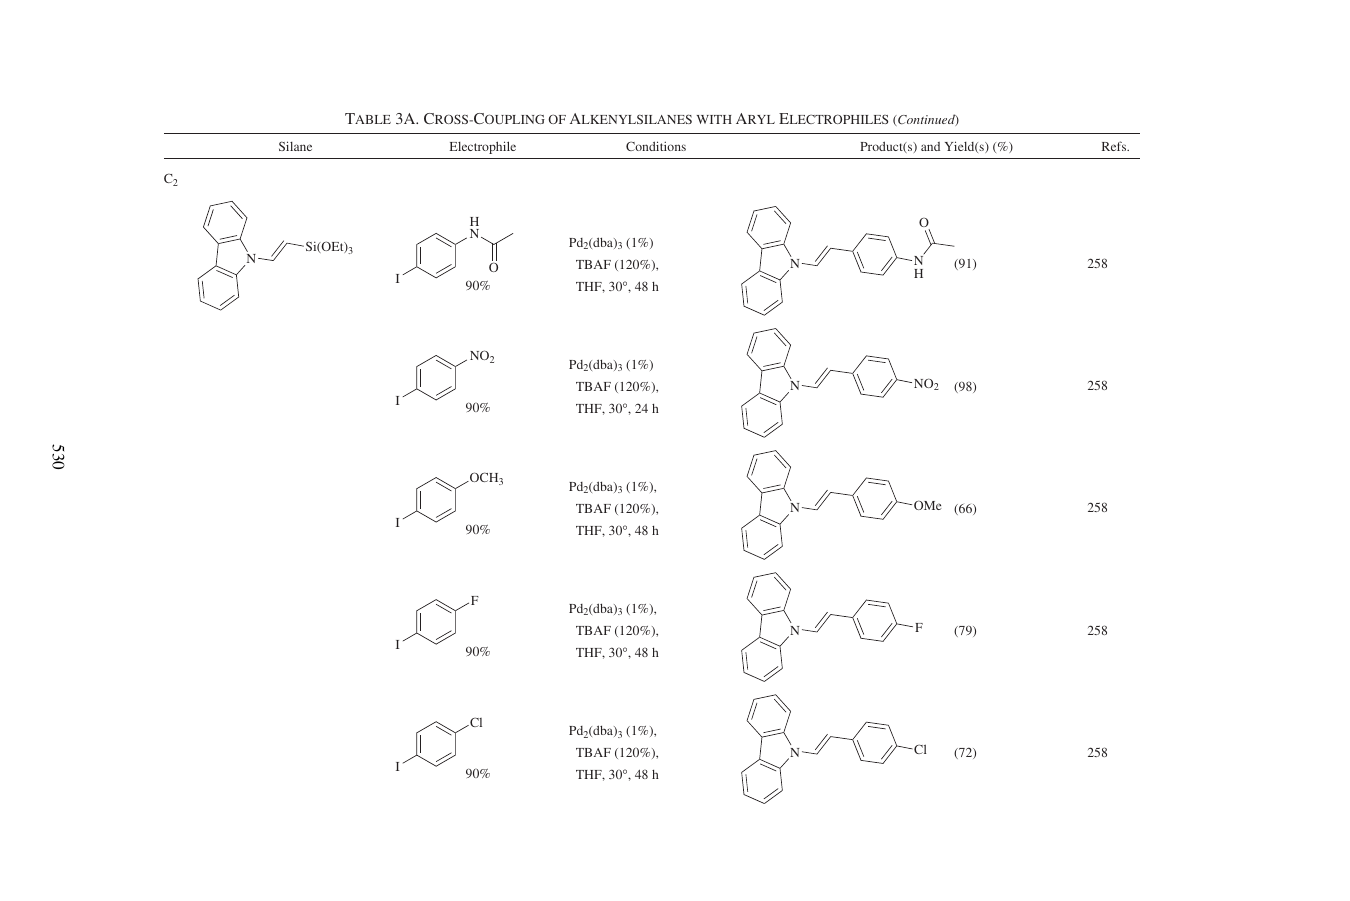 TABLE 3A. CROSS-COUPLING OF ALKENYLSILANES WITH ARYL ELECTROPHILES (Continued)
Silane Electrophile Conditions Product(s) and Yield(s) (%) Refs.
C2
N Si(OEt)3
H
N
O
I
90%
Pd2(dba)3 (1%)
TBAF (120%),
THF, 30°, 48 h
N
O
N
H
(91)
258
NO2
I
90%
Pd2(dba)3 (1%)
TBAF (120%),
THF, 30°, 24 h
N
NO2 (98)
258
OCH3
I
90%
Pd2(dba)3 (1%),
TBAF (120%),
THF, 30°, 48 h
N
OMe (66)
258
F
I
90%
Pd2(dba)3 (1%),
TBAF (120%),
THF, 30°, 48 h
N
F (79)
258
Cl
I
90%
Pd2(dba)3 (1%),
TBAF (120%),
THF, 30°, 48 h
N
Cl (72)
258
530